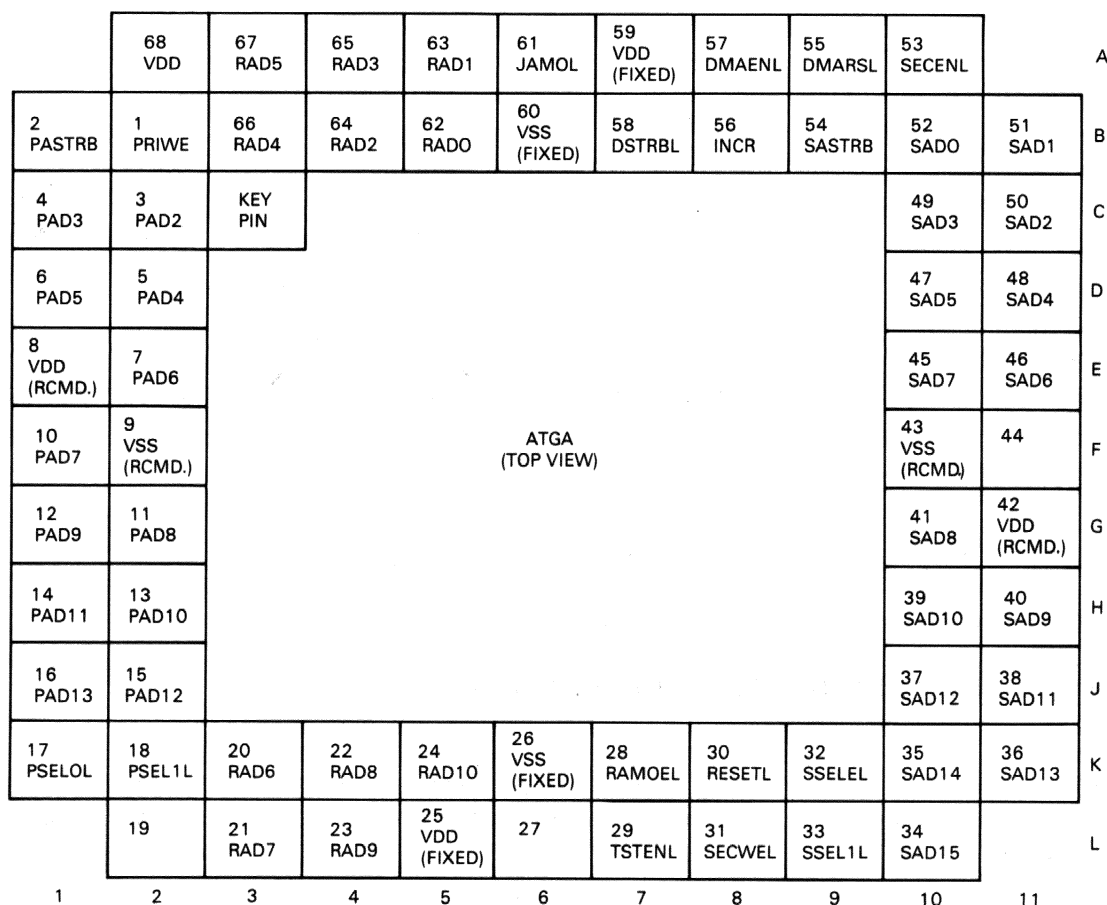 68 VDD
67 RAD5
65 RAD3
63 RAD1
61 JAMOL
59 VDD (FIXED)
57 DMAENL
55 DMARSL
53 SECENL
A
2 PASTRB
1 PRIWE
66 RAD4
64 RAD2
62 RAD0
60 VSS (FIXED)
58 DSTRBL
56 INCR
54 SASTRB
52 SAD0
51 SAD1
B
4 PAD3
3 PAD2
KEY PIN
49 SAD3
50 SAD2
C
6 PAD5
5 PAD4
47 SAD5
48 SAD4
D
8 VDD (RCMD.)
7 PAD6
45 SAD7
46 SAD6
E
10 PAD7
9 VSS (RCMD.)
ATGA
(TOP VIEW)
43 VSS (RCMD.)
44
F
12 PAD9
11 PAD8
41 SAD8
42 VDD (RCMD.)
G
14 PAD11
13 PAD10
39 SAD10
40 SAD9
H
16 PAD13
15 PAD12
37 SAD12
38 SAD11
J
17 PSELOL
18 PSEL1L
20 RAD6
22 RAD8
24 RAD10
26 VSS (FIXED)
28 RAMOEL
30 RESETL
32 SSELEL
35 SAD14
36 SAD13
K
19
21 RAD7
23 RAD9
25 VDD (FIXED)
27
29 TSTENL
31 SECWEL
33 SSEL1L
34 SAD15
L
1 2 3 4 5 6 7 8 9 10 11